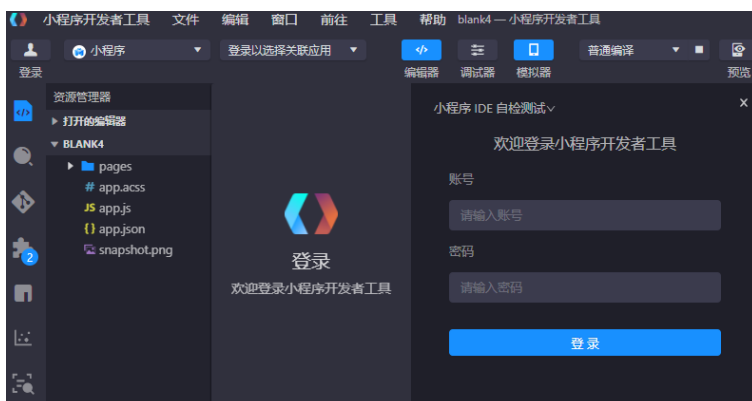 小程序开发者工具 文件 编辑 窗口 前往 工具 帮助 blank4 — 小程序开发者工具
小程序 登录以选择关联应用 普通编译
登录 编辑器 调试器 模拟器 预览
资源管理器
打开的编辑器
BLANK4
pages
# app.acss
JS app.js
{} app.json
snapshot.png
2
登录
欢迎登录小程序开发者工具
小程序 IDE 自检测试
x
欢迎登录小程序开发者工具
账号
请输入账号
密码
请输入密码
登 录